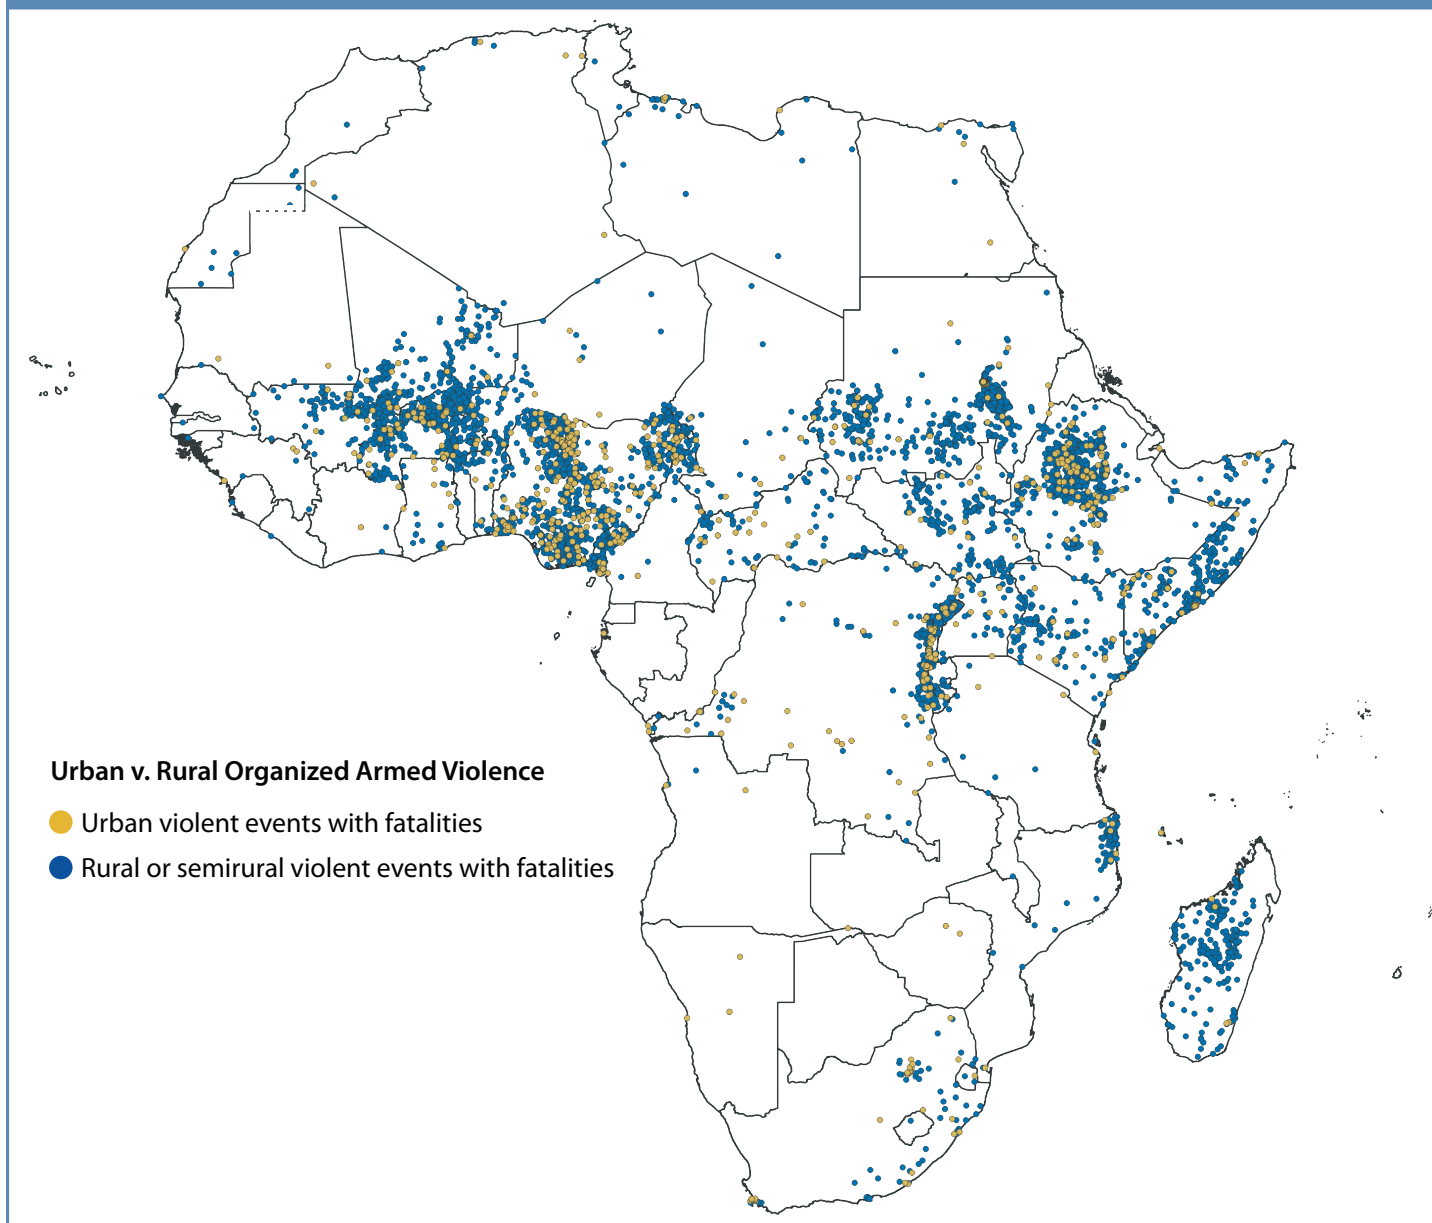 Urban v. Rural Organized Armed Violence
Urban violent events with fatalities
Rural or semirural violent events with fatalities